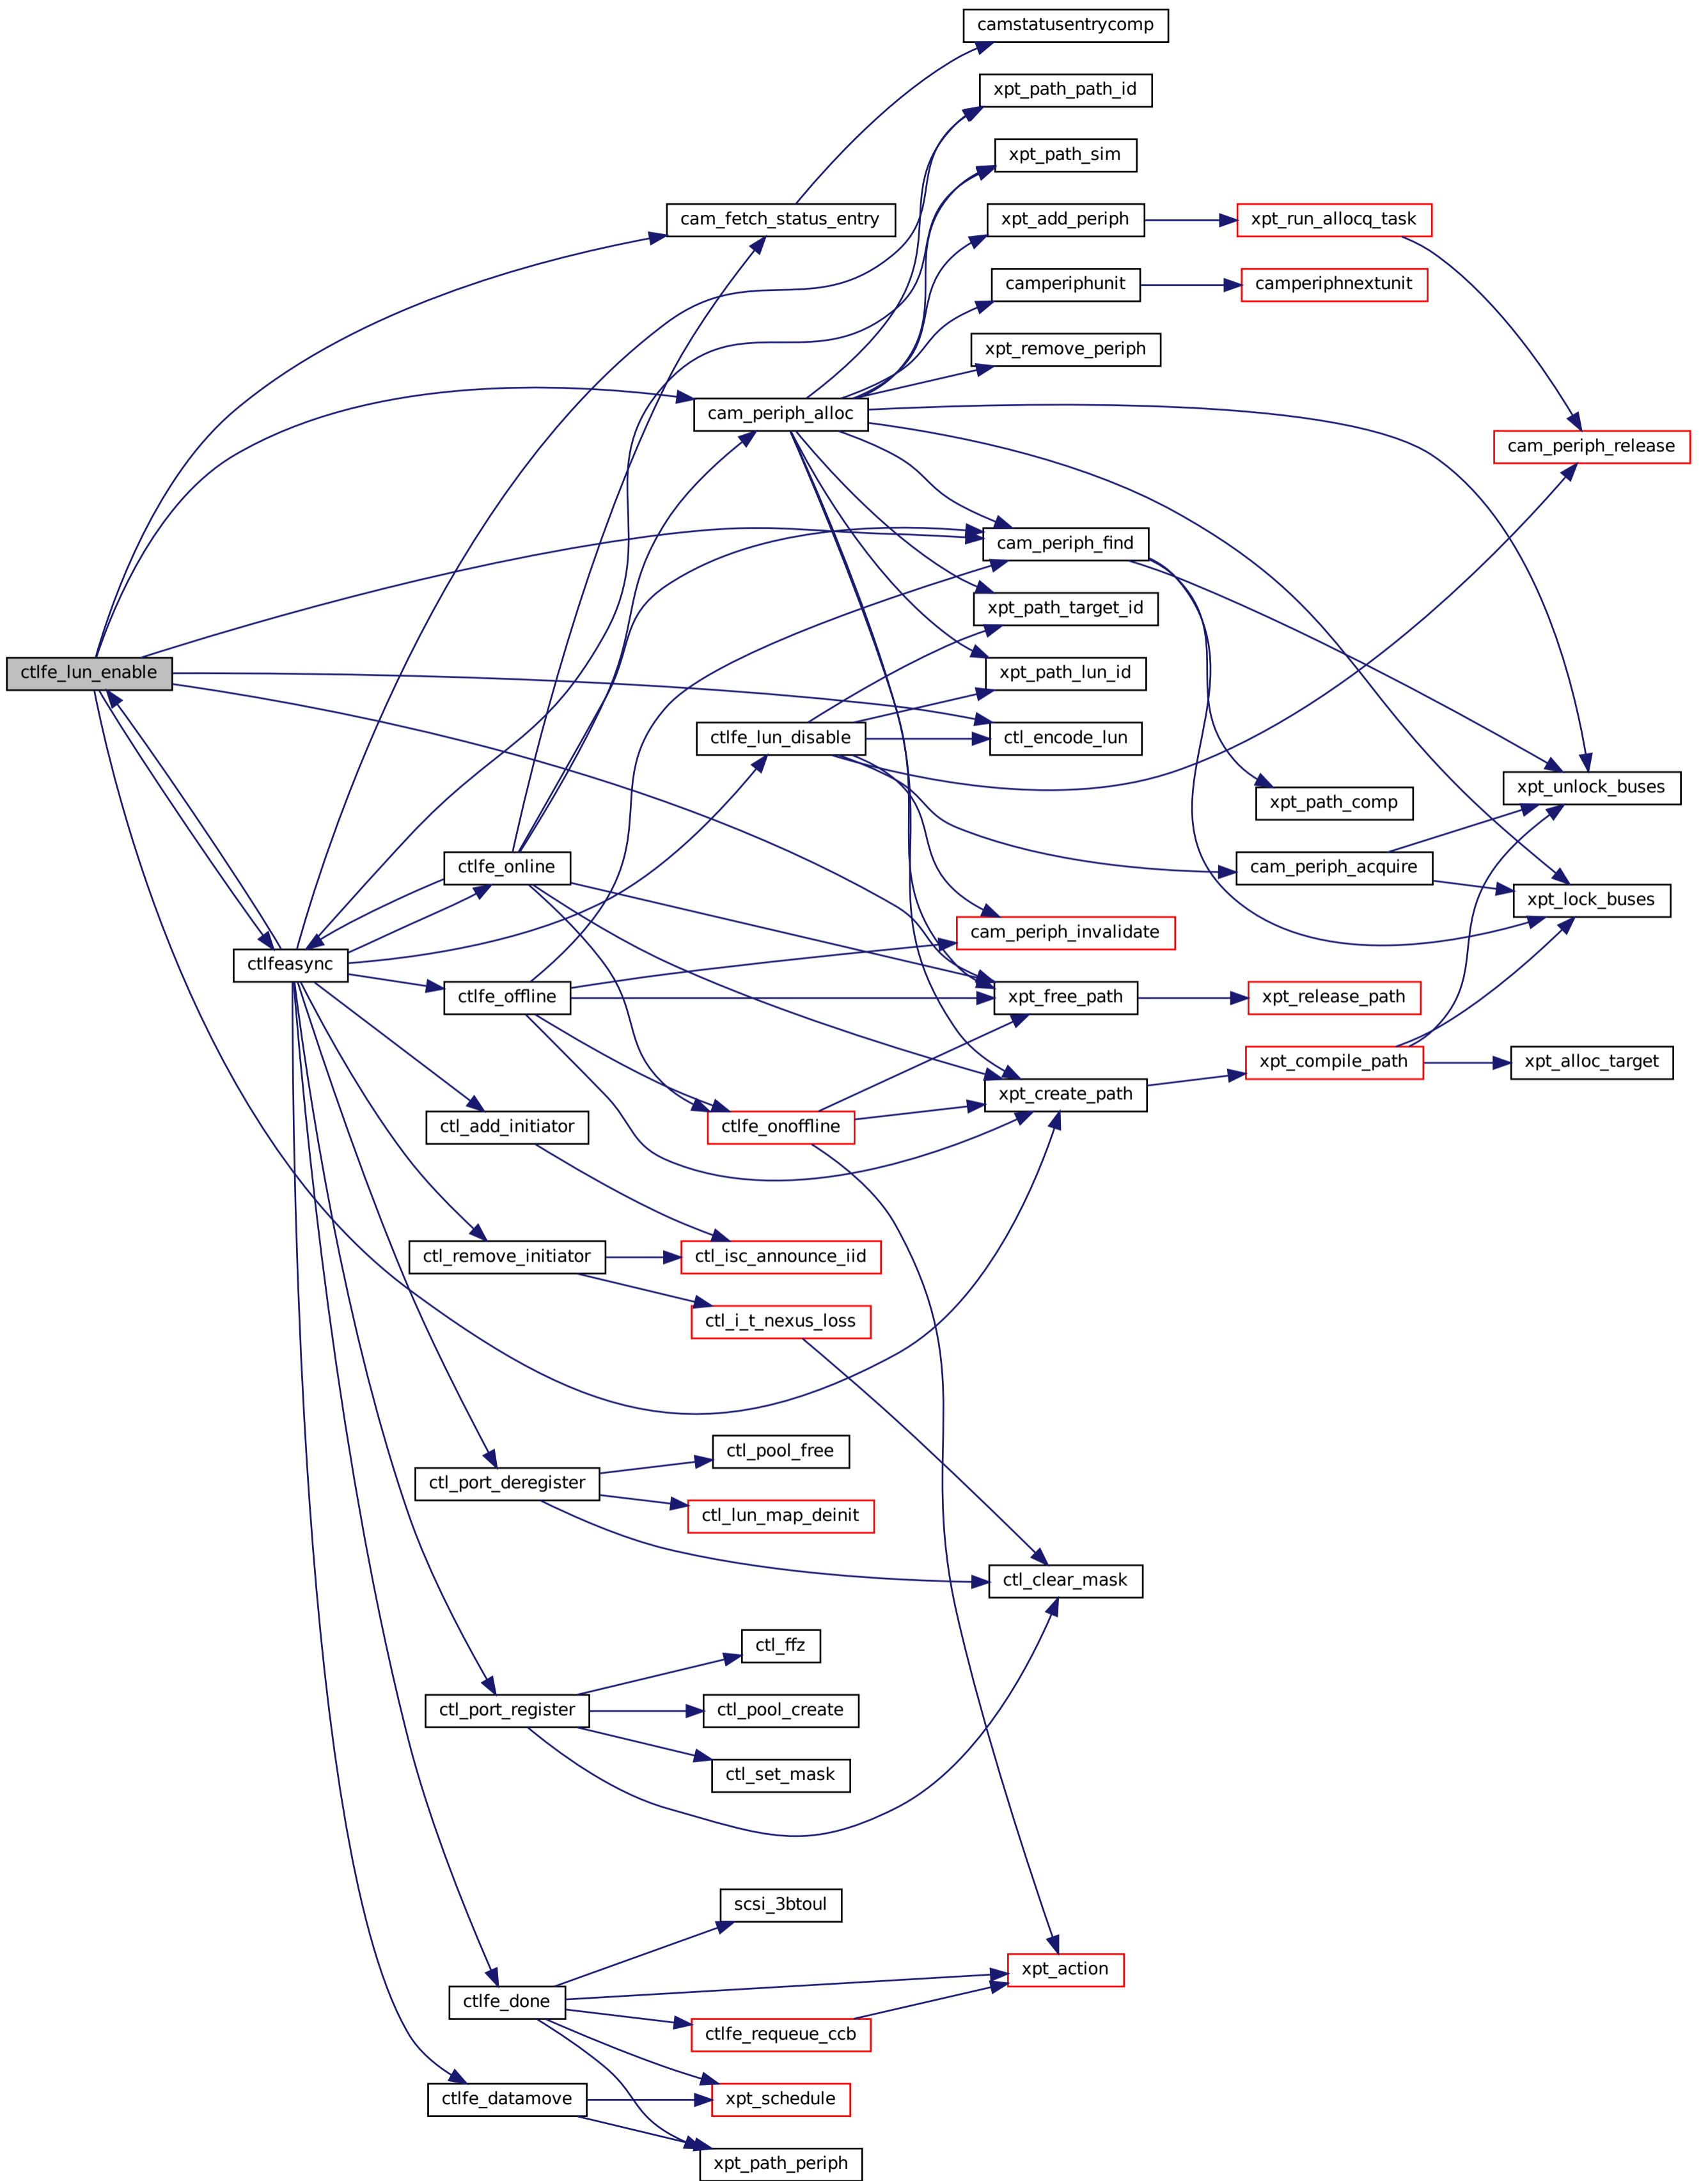 camstatusentrycomp
xpt_path_path_id
xpt_path_sim
cam_fetch_status_entry
xpt_add_periph
xpt_run_allocq_task
camperiphunit
camperiphnextunit
xpt_remove_periph
cam_periph_alloc
cam_periph_release
cam_periph_find
xpt_path_target_id
ctlfe_lun_enable
xpt_path_lun_id
ctlfe_lun_disable
ctl_encode_lun
xpt_unlock_buses
xpt_path_comp
ctlfe_online
cam_periph_acquire
xpt_lock_buses
cam_periph_invalidate
ctlfeasync
ctlfe_offline
xpt_free_path
xpt_release_path
xpt_compile_path
xpt_alloc_target
xpt_create_path
ctl_add_initiator
ctlfe_onoffline
ctl_remove_initiator
ctl_isc_announce_iid
ctl_i_t_nexus_loss
ctl_pool_free
ctl_port_deregister
ctl_lun_map_deinit
ctl_clear_mask
ctl_ffz
ctl_port_register
ctl_pool_create
ctl_set_mask
scsi_3btoul
xpt_action
ctlfe_done
ctlfe_requeue_ccb
ctlfe_datamove
xpt_schedule
xpt_path_periph